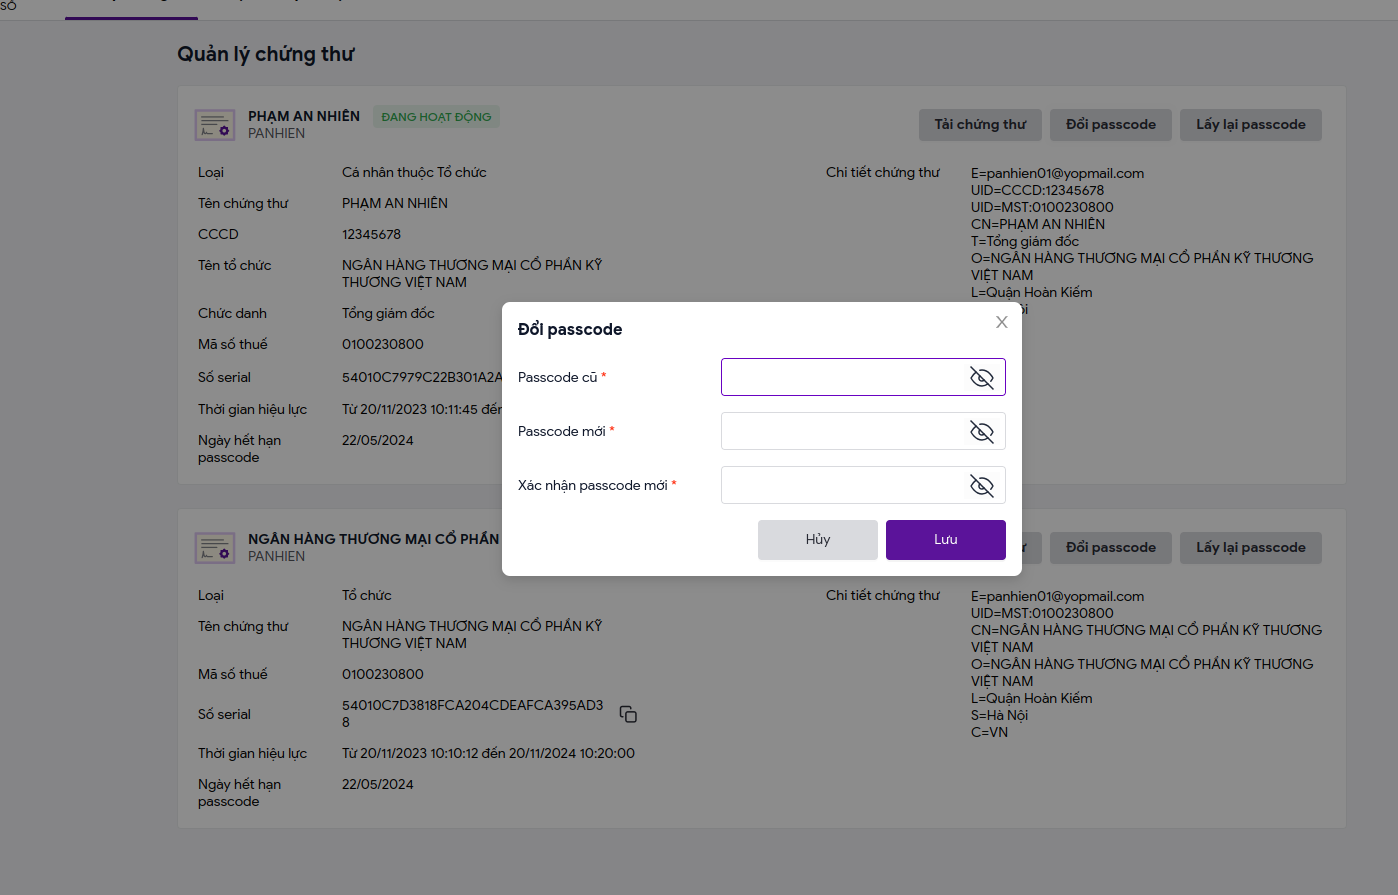 SỐ
Quản lý chứng thư
PHẠM AN NHIÊN
ĐANG HOẠT ĐỘNG
PANHIEN
Tải chứng thư
Đổi passcode
Lấy lại passcode
Loại
Cá nhân thuộc Tổ chức
Tên chứng thư
PHẠM AN NHIÊN
CCCD
12345678
Tên tổ chức
NGÂN HÀNG THƯƠNG MẠI CỔ PHẦN KỸ
THƯƠNG VIỆT NAM
Chức danh
Tổng giám đốc
Mã số thuế
0100230800
Số serial
54010C7979C22B301A2A
Thời gian hiệu lực
Từ 20/11/2023 10:11:45 đến
Ngày hết hạn
passcode
22/05/2024
Chi tiết chứng thư
E=panhien01@yopmail.com
UID=CCCD:12345678
UID=MST:0100230800
CN=PHẠM AN NHIÊN
T=Tổng giám đốc
O=NGÂN HÀNG THƯƠNG MẠI CỔ PHẦN KỸ THƯƠNG
VIỆT NAM
L=Quận Hoàn Kiếm
Đổi passcode
X
Passcode cũ *
Passcode mới *
Xác nhận passcode mới *
Hủy
Lưu
NGÂN HÀNG THƯƠNG MẠI CỔ PHẦN
PANHIEN
Đổi passcode
Lấy lại passcode
Loại
Tổ chức
Tên chứng thư
NGÂN HÀNG THƯƠNG MẠI CỔ PHẦN KỸ
THƯƠNG VIỆT NAM
Mã số thuế
0100230800
Số serial
54010C7D3818FCA204CDEAFCA395AD3
8
Thời gian hiệu lực
Từ 20/11/2023 10:10:12 đến 20/11/2024 10:20:00
Ngày hết hạn
passcode
22/05/2024
Chi tiết chứng thư
E=panhien01@yopmail.com
UID=MST:0100230800
CN=NGÂN HÀNG THƯƠNG MẠI CỔ PHẦN KỸ THƯƠNG
VIỆT NAM
O=NGÂN HÀNG THƯƠNG MẠI CỔ PHẦN KỸ THƯƠNG
VIỆT NAM
L=Quận Hoàn Kiếm
S=Hà Nội
C=VN